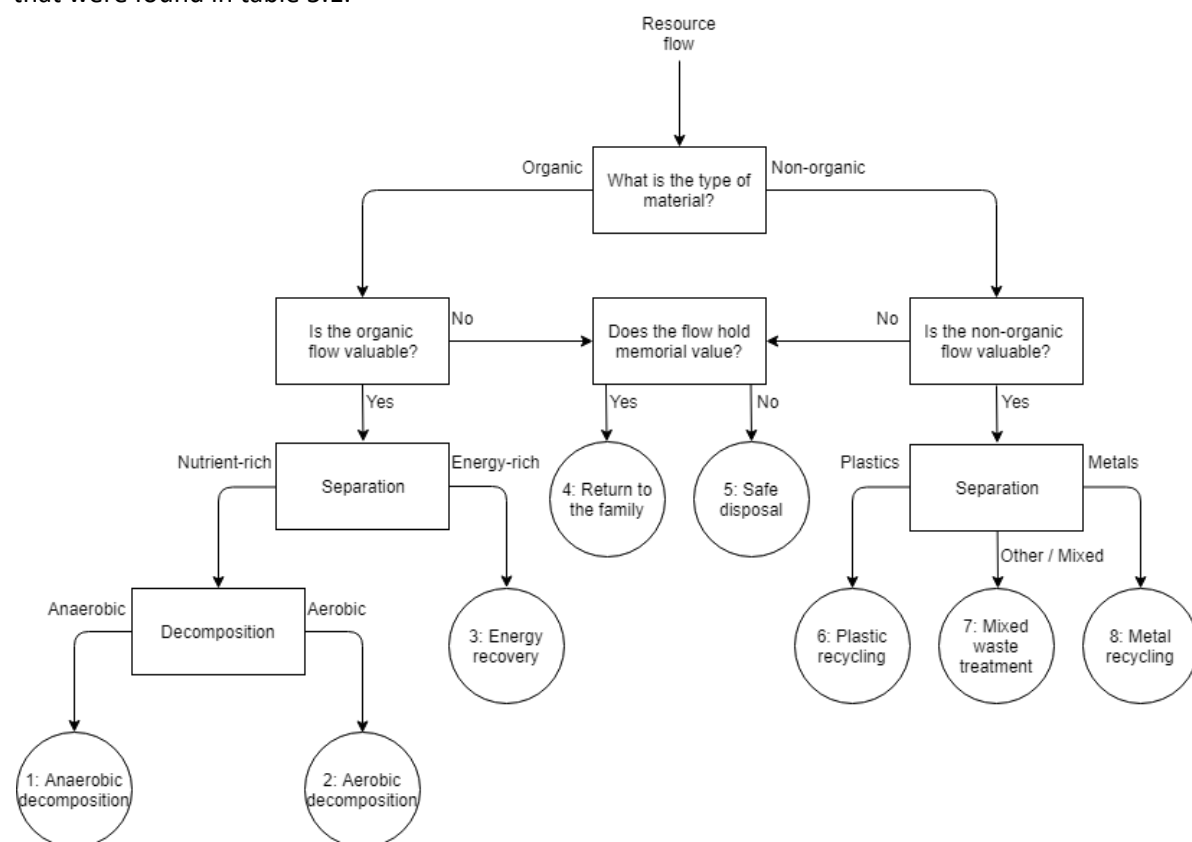 that were found in table 3.1.
Resource
flow
Organic
Non-organic
What is the type of
material?
Is the organic
flow valuable?
No
Does the flow hold
memorial value?
No
Is the non-organic
flow valuable?
Yes
Yes
No
Yes
Nutrient-rich
Separation
Energy-rich
4: Return to
the family
5: Safe
disposal
Plastics
Separation
Metals
Other / Mixed
Anaerobic
Decomposition
Aerobic
3: Energy
recovery
6: Plastic
recycling
7: Mixed
waste
treatment
8: Metal
recycling
1: Anaerobic
decomposition
2: Aerobic
decomposition